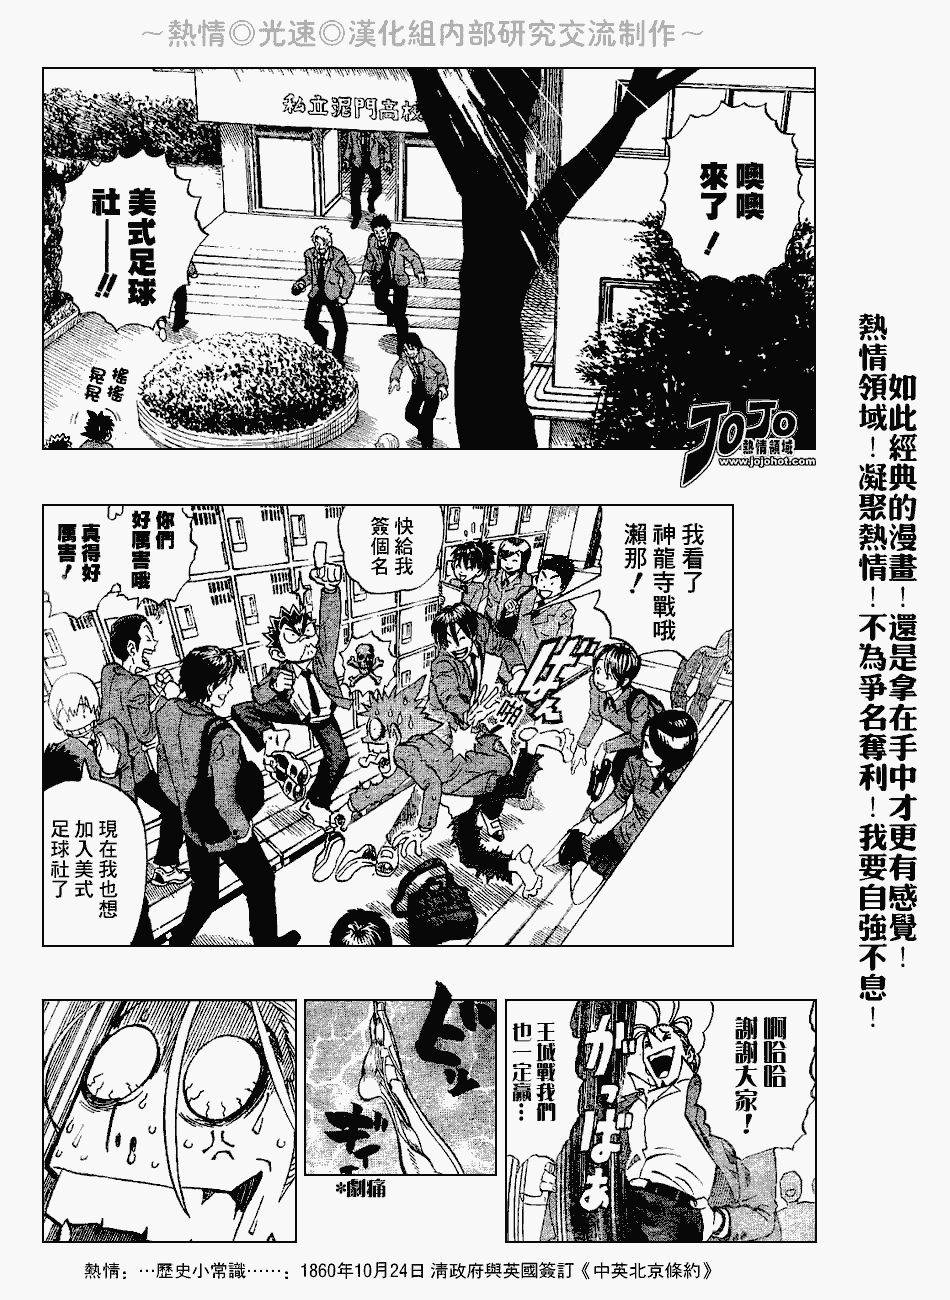 ～熱情◎光速◎漢化組內部研究交流制作～
私立泥門高校
噢噢
來了！
美式足球
社——!!
搖搖
晃晃
JOJO
熱情領域
www.jojohot.com
如此經典的漫畫！還是拿在手中才更有感覺！
熱情領域！凝聚熱情！不為爭名奪利！我要自強不息！
我看了
神龍寺戰哦
瀨那！
快給我
簽個名
你們
好厲害哦
真得好
厲害！
現在我也想
加入美式
足球社了
啊哈哈
謝謝大家！
王城戰我們
也一定贏…
かっはぁ
ビッ
*劇痛
熱情：…歷史小常識……：1860年10月24日 清政府與英國簽訂《中英北京條約》